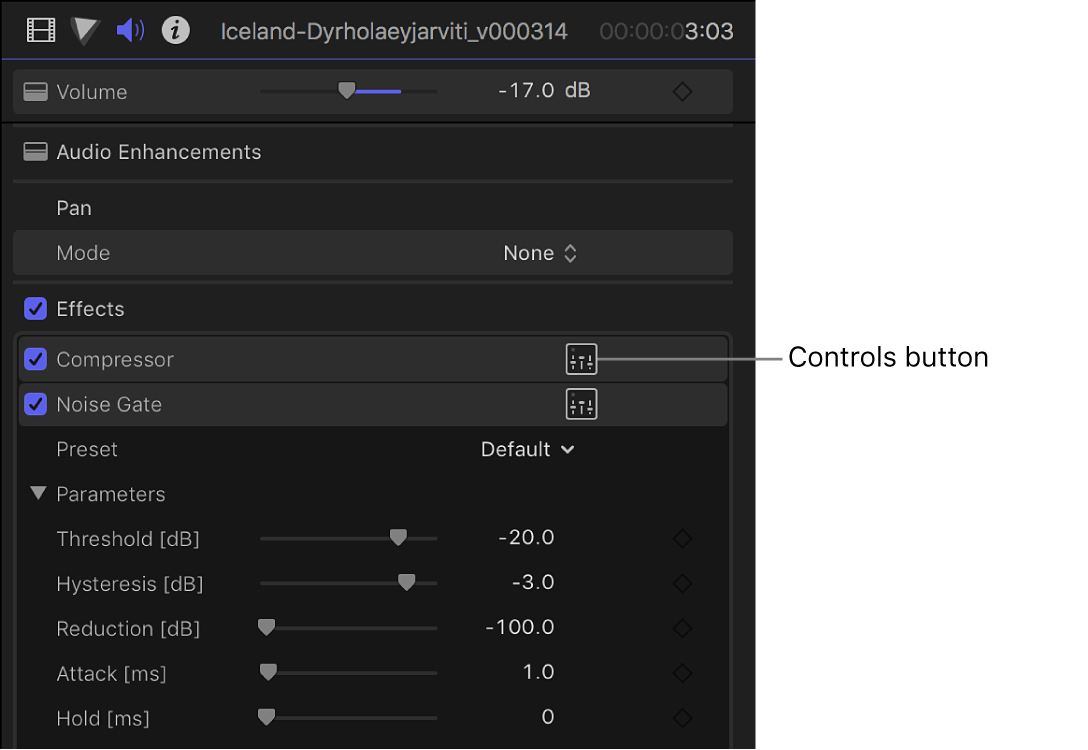 Iceland-Dyrholaeyjarviti_v000314 00:00:03:03
Volume -17.0 dB
Audio Enhancements
Pan
Mode None
Effects
Compressor
Controls button
Noise Gate
Preset Default
Parameters
Threshold [dB] -20.0
Hysteresis [dB] -3.0
Reduction [dB] -100.0
Attack [ms] 1.0
Hold [ms] 0